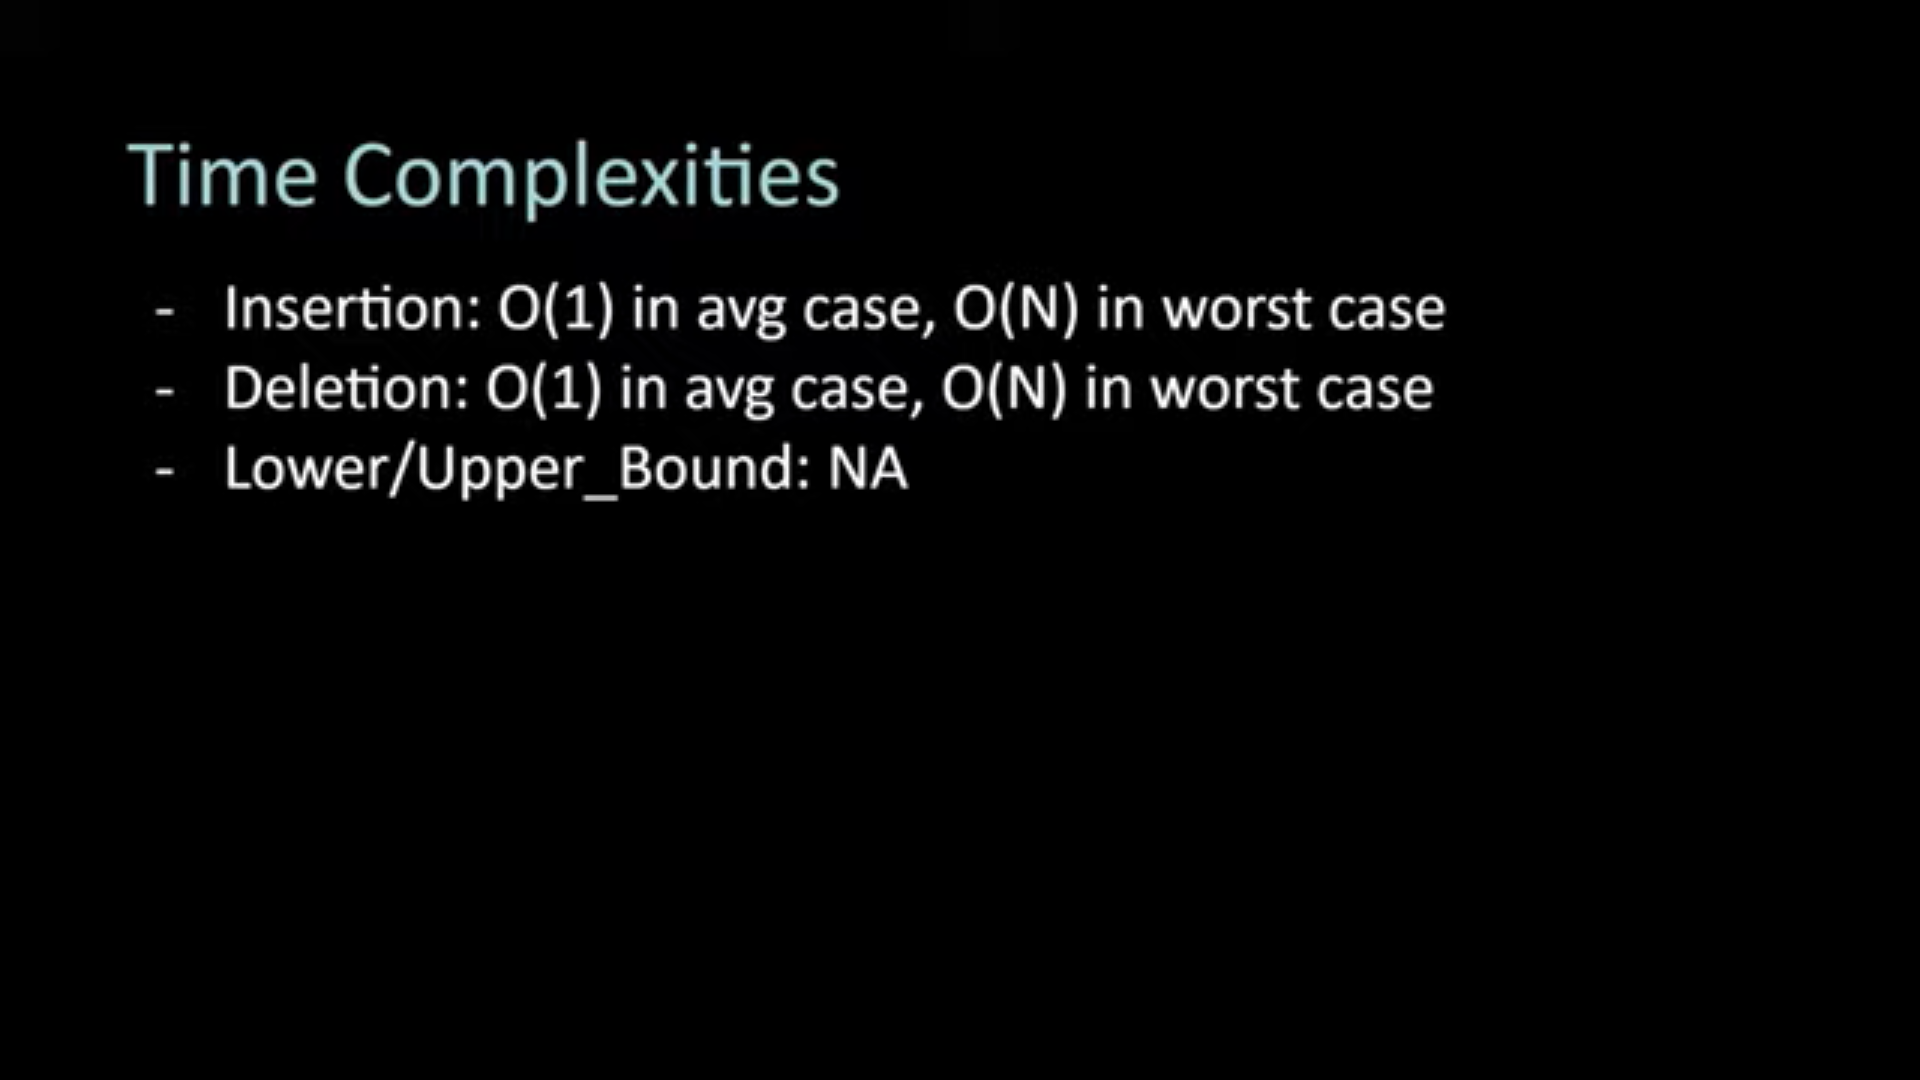 Time Complexities
- Insertion: O(1) in avg case, O(N) in worst case
- Deletion: O(1) in avg case, O(N) in worst case
- Lower/Upper_Bound: NA